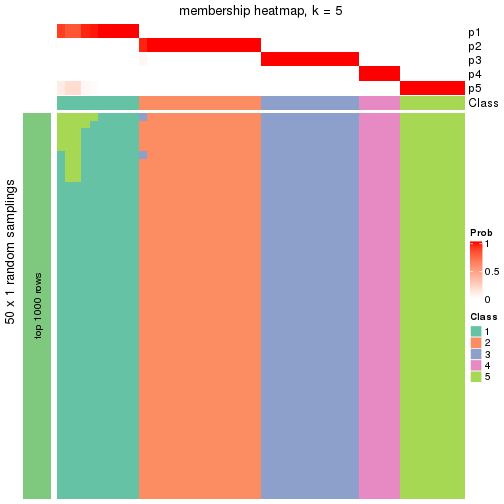 membership heatmap, k = 5
p1
p2
p3
p4
p5
Class
50 x 1 random samplings
top 1000 rows
Prob
1
0.5
0
Class
1
2
3
4
5